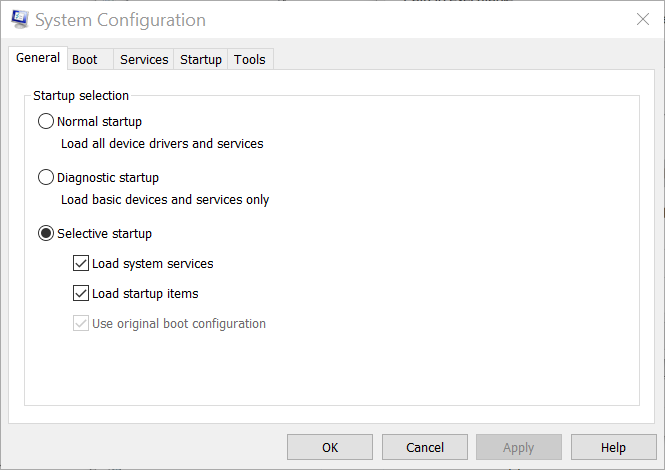 System Configuration
General Boot Services Startup Tools
Startup selection
Normal startup
Load all device drivers and services
Diagnostic startup
Load basic devices and services only
Selective startup
Load system services
Load startup items
Use original boot configuration
OK Cancel Apply Help